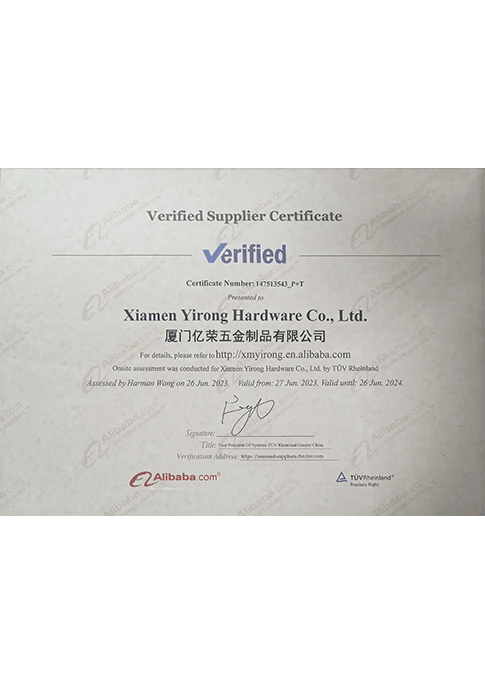 Verified Supplier Certificate
Verified
Certificate Number: 147513543_P+T
Presented to
Xiamen Yirong Hardware Co., Ltd.
厦门亿荣五金制品有限公司
For details, please refer to http://xmyirong.en.alibaba.com
Onsite assessment was conducted for Xiamen Yirong Hardware Co., Ltd. by TÜV Rheinland
Assessed by Harman Wang on 26 Jun. 2023, Valid from: 27 Jun. 2023, Valid until: 26 Jun. 2024.
Signature:
Title: Vice President Of Systems TÜV Rheinland Greater China
Verification Address:
Alibaba.com®
TÜVRheinland®
Precisely Right.